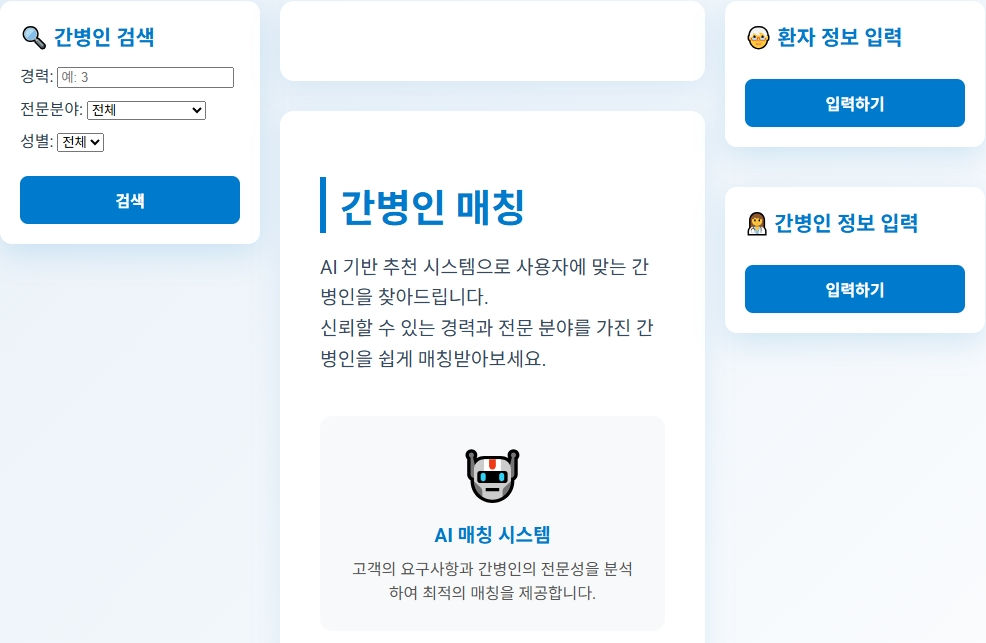 간병인 검색
경력: 예: 3
전문분야: 전체
성별: 전체
검색
간병인 매칭
AI 기반 추천 시스템으로 사용자에 맞는 간
병인을 찾아드립니다.
신뢰할 수 있는 경력과 전문 분야를 가진 간
병인을 쉽게 매칭받아보세요.
AI 매칭 시스템
고객의 요구사항과 간병인의 전문성을 분석
하여 최적의 매칭을 제공합니다.
환자 정보 입력
입력하기
간병인 정보 입력
입력하기